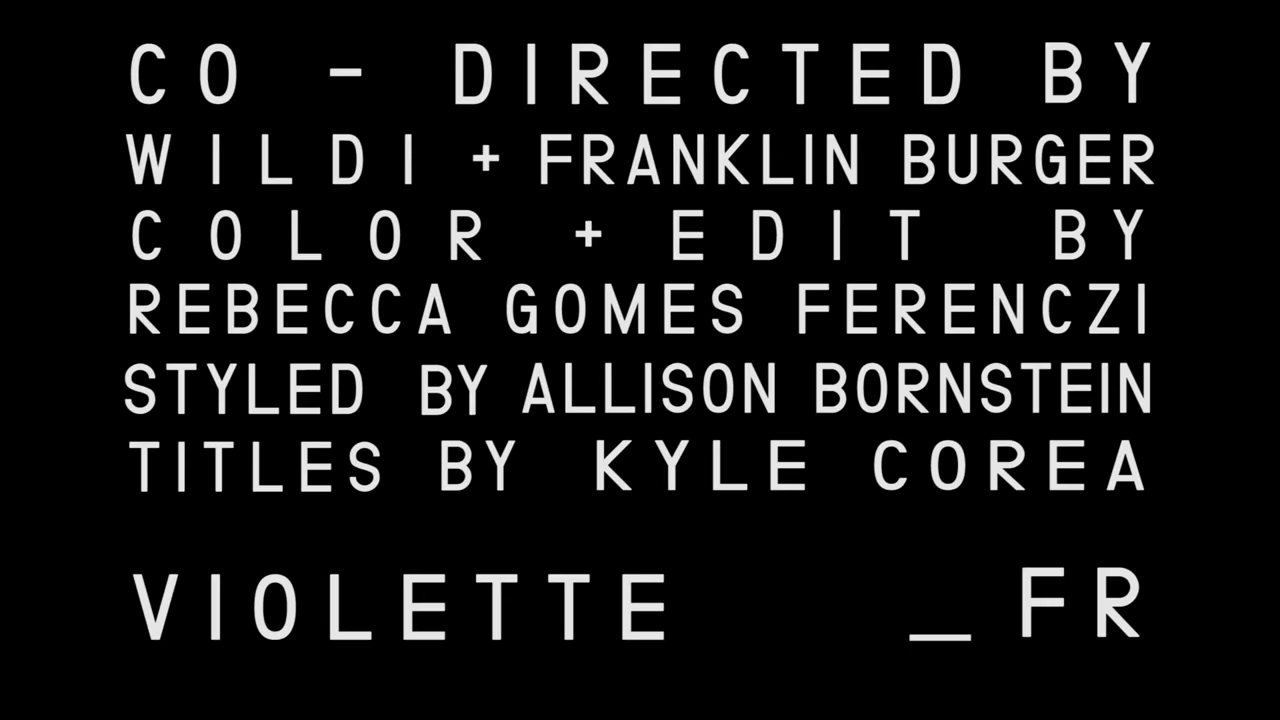 CO - DIRECTED BY
WILDI + FRANKLIN BURGER
COLOR + EDIT BY
REBECCA GOMES FERENCZI
STYLED BY ALLISON BORNSTEIN
TITLES BY KYLE COREA
VIOLETTE _FR